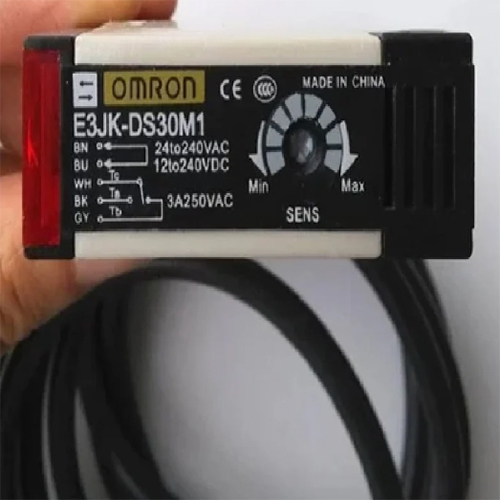 OMRON CE CCC MADE IN CHINA
E3JK-DS30M1
BN 24to240VAC
BU 12to240VDC
WH Tc
BK Ta 3A250VAC
GY Tb
Min Max
SENS